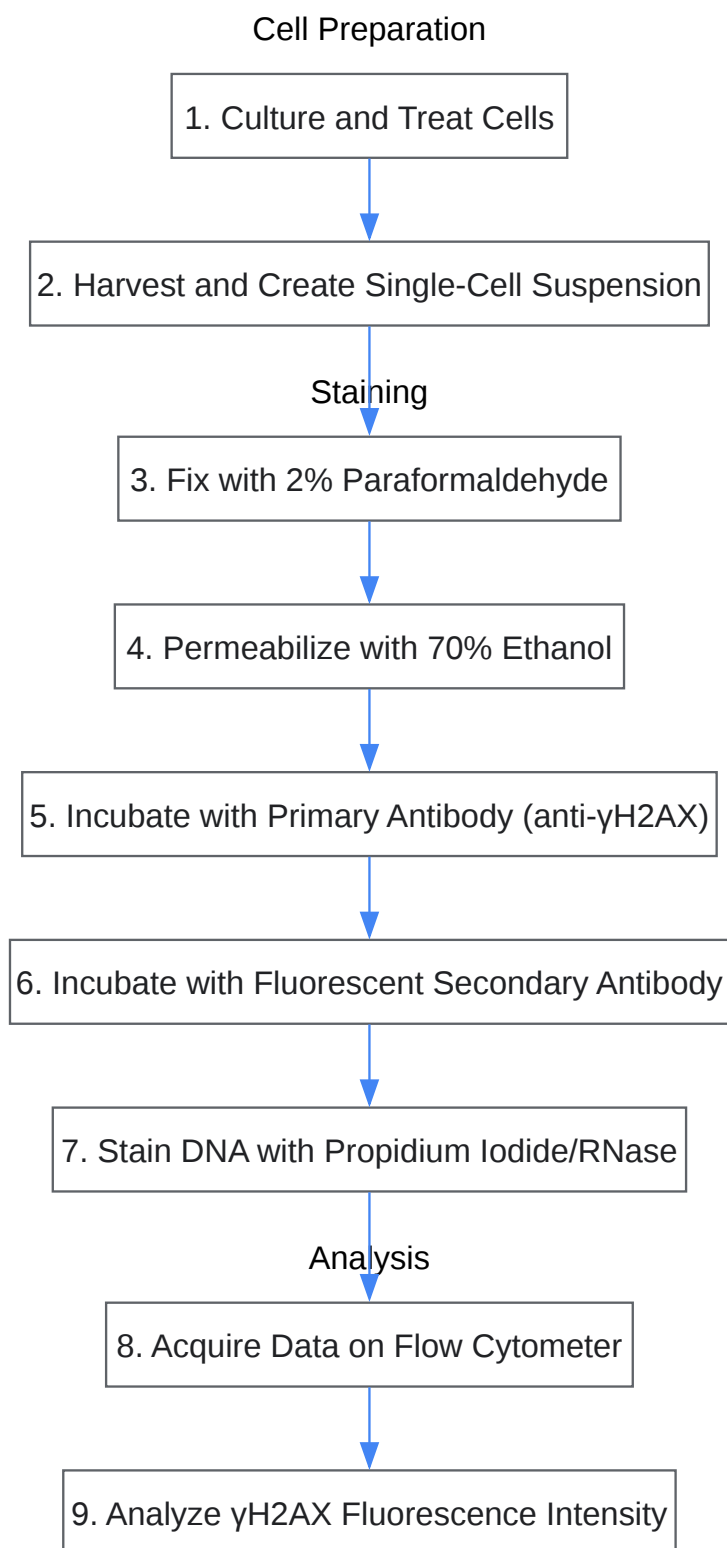 Cell Preparation
1. Culture and Treat Cells
2. Harvest and Create Single-Cell Suspension
Staining
3. Fix with 2% Paraformaldehyde
4. Permeabilize with 70% Ethanol
5. Incubate with Primary Antibody (anti-γH2AX)
6. Incubate with Fluorescent Secondary Antibody
7. Stain DNA with Propidium Iodide/RNase
Analysis
8. Acquire Data on Flow Cytometer
9. Analyze γH2AX Fluorescence Intensity